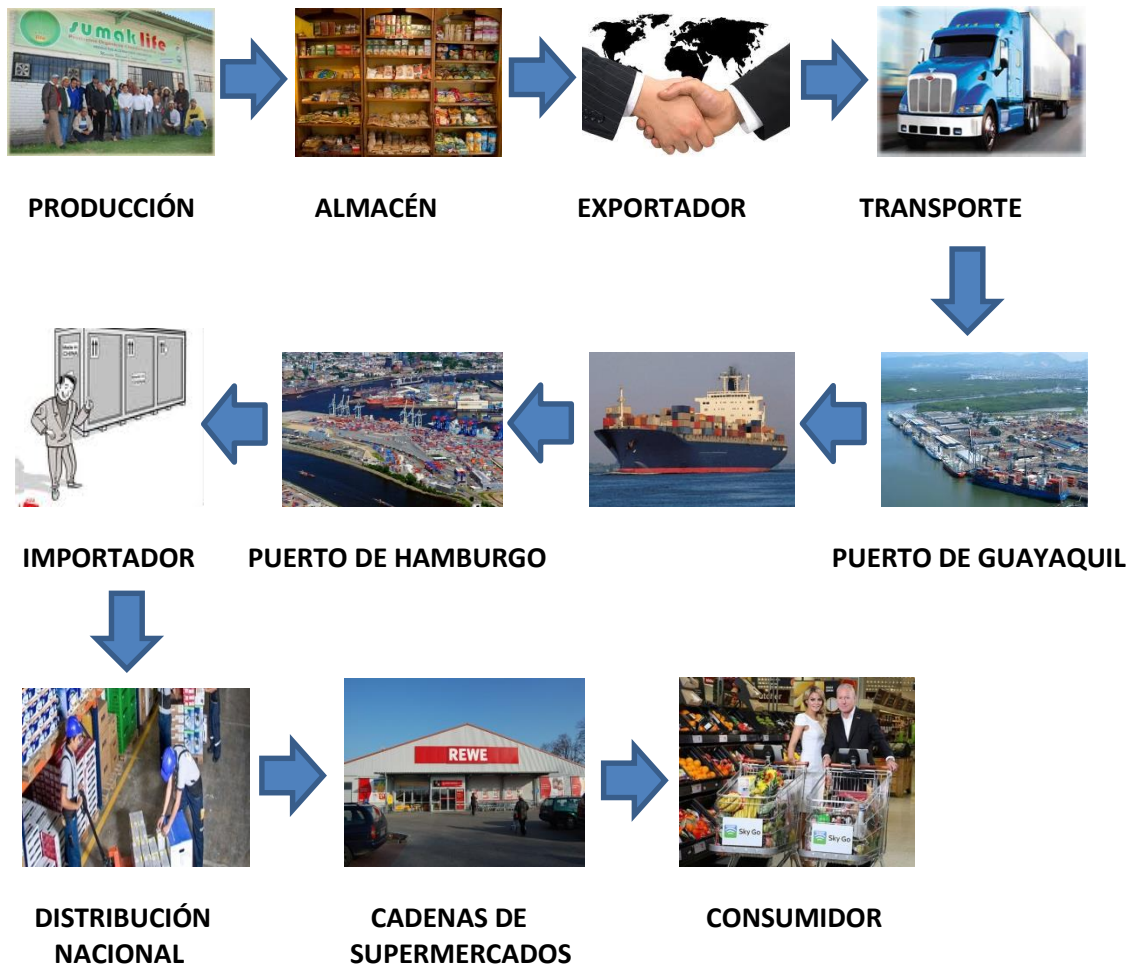 sumak life
PRODUCCIÓN
ALMACÉN
EXPORTADOR
TRANSPORTE
IMPORTADOR
PUERTO DE HAMBURGO
PUERTO DE GUAYAQUIL
REWE
Sky Go
Sky Go
DISTRIBUCIÓN
NACIONAL
CADENAS DE
SUPERMERCADOS
CONSUMIDOR